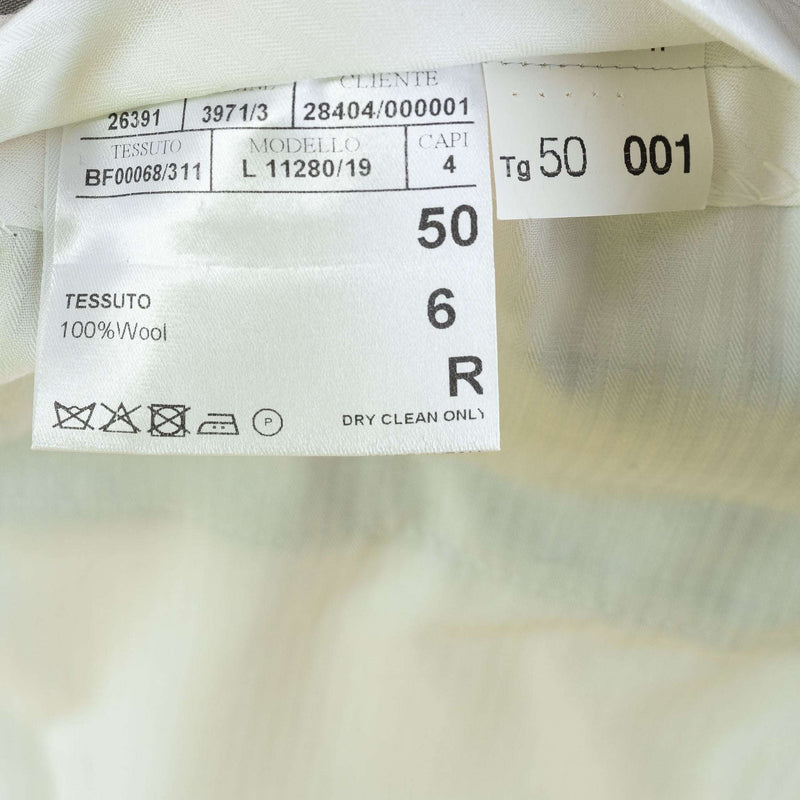 CLIENTE
26391 3971/3 28404/000001
TESSUTO MODELLO CAPI
BF00068/311 L 11280/19 4
50
6
R
TESSUTO
100%Wool
P
DRY CLEAN ONLY
Tg 50 001